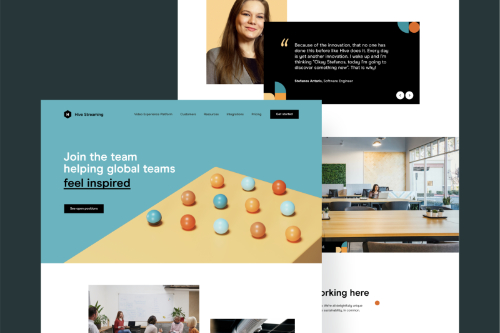 “
Because of the innovation, that no one has
done this before like Hive does it. Every day
is yet another innovation. I wake up and I'm
thinking "Okay Stefanos, today I'm going to
discover something new". That is why!
Stefanos Antaris, Software Engineer
Hive Streaming
Video Experience Platform Customers Resources Integrations Pricing Get started
Join the team
helping global teams
feel inspired
See open positions
orking here